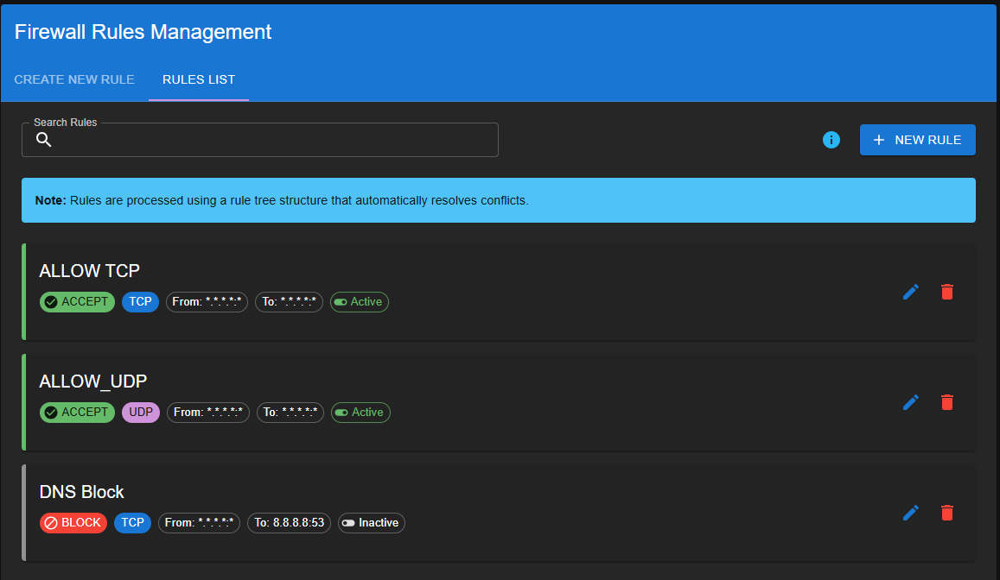 Firewall Rules Management
CREATE NEW RULE RULES LIST
Search Rules
NEW RULE
Note: Rules are processed using a rule tree structure that automatically resolves conflicts.
ALLOW TCP
ACCEPT TCP From: *.*.*.*:* To: *.*.*.*:* Active
ALLOW_UDP
ACCEPT UDP From: *.*.*.*:* To: *.*.*.*:* Active
DNS Block
BLOCK TCP From: *.*.*.*:* To: 8.8.8.8:53 Inactive